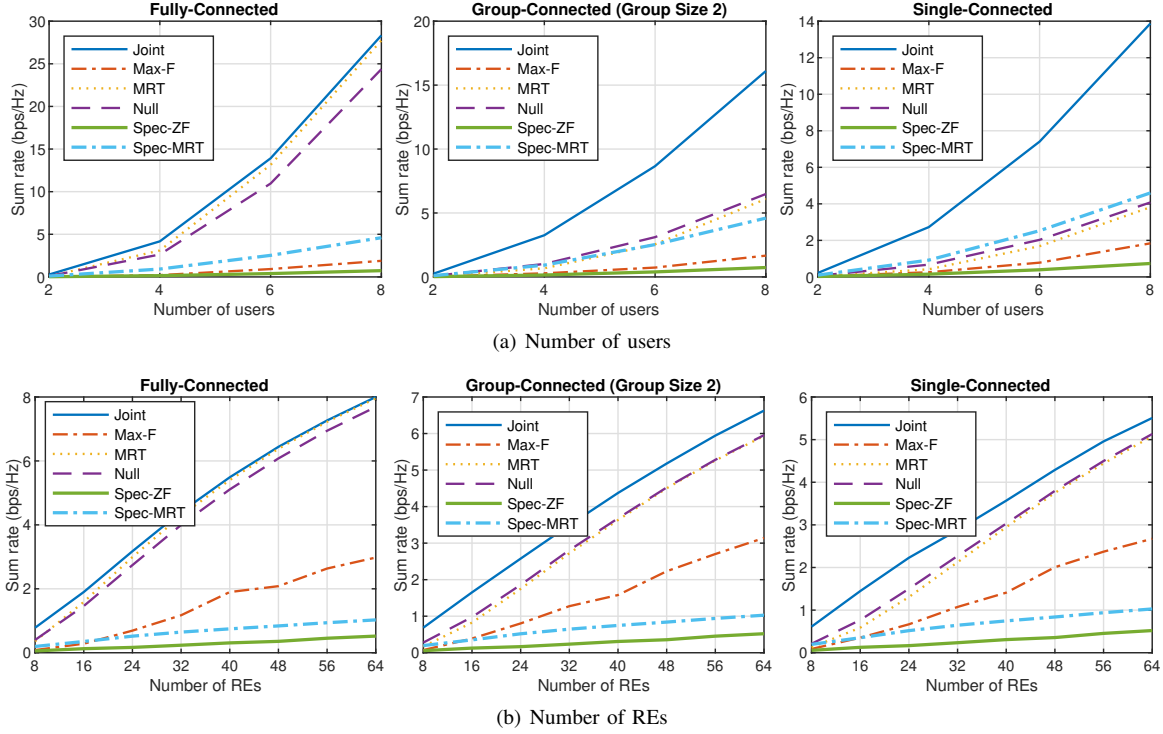 Fully-Connected
Sum rate (bps/Hz)
30
25
20
15
10
5
0
Joint
Max-F
MRT
Null
Spec-ZF
Spec-MRT
2 4 6 8
Number of users
Group-Connected (Group Size 2)
Sum rate (bps/Hz)
20
15
10
5
0
Joint
Max-F
MRT
Null
Spec-ZF
Spec-MRT
2 4 6 8
Number of users
Single-Connected
Sum rate (bps/Hz)
14
12
10
8
6
4
2
0
Joint
Max-F
MRT
Null
Spec-ZF
Spec-MRT
2 4 6 8
Number of users
(a) Number of users
Fully-Connected
Sum rate (bps/Hz)
8
6
4
2
0
Joint
Max-F
MRT
Null
Spec-ZF
Spec-MRT
8 16 24 32 40 48 56 64
Number of REs
Group-Connected (Group Size 2)
Sum rate (bps/Hz)
7
6
5
4
3
2
1
0
Joint
Max-F
MRT
Null
Spec-ZF
Spec-MRT
8 16 24 32 40 48 56 64
Number of REs
Single-Connected
Sum rate (bps/Hz)
6
5
4
3
2
1
0
Joint
Max-F
MRT
Null
Spec-ZF
Spec-MRT
8 16 24 32 40 48 56 64
Number of REs
(b) Number of REs